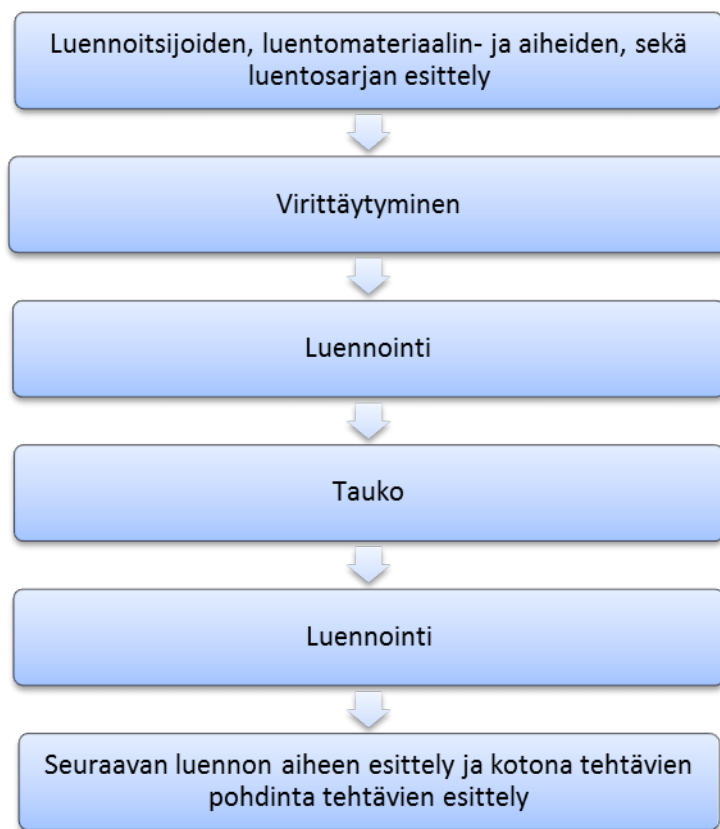 Luennoitsijoiden, luentomateriaalin- ja aiheiden, sekä
luentosarjan esittely
Virittäytyminen
Luennointi
Tauko
Luennointi
Seuraavan luennon aiheen esittely ja kotona tehtävien
pohdinta tehtävien esittely